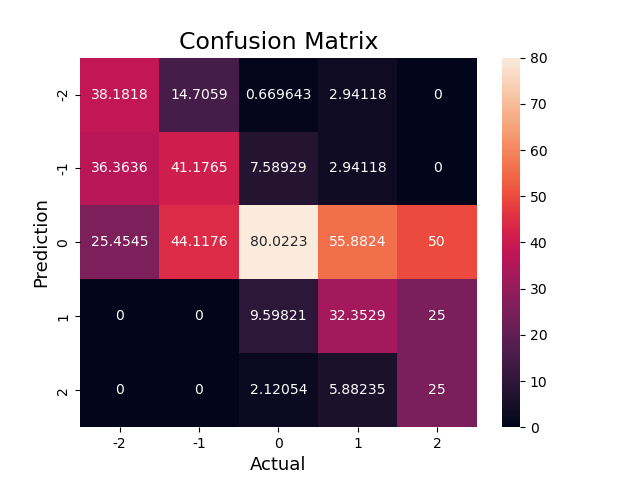 Confusion Matrix
-2 38.1818 14.7059 0.669643 2.94118 0
-1 36.3636 41.1765 7.58929 2.94118 0
0 25.4545 44.1176 80.0223 55.8824 50
1 0 0 9.59821 32.3529 25
2 0 0 2.12054 5.88235 25
-2 -1 0 1 2
Prediction
Actual
80
70
60
50
40
30
20
10
0